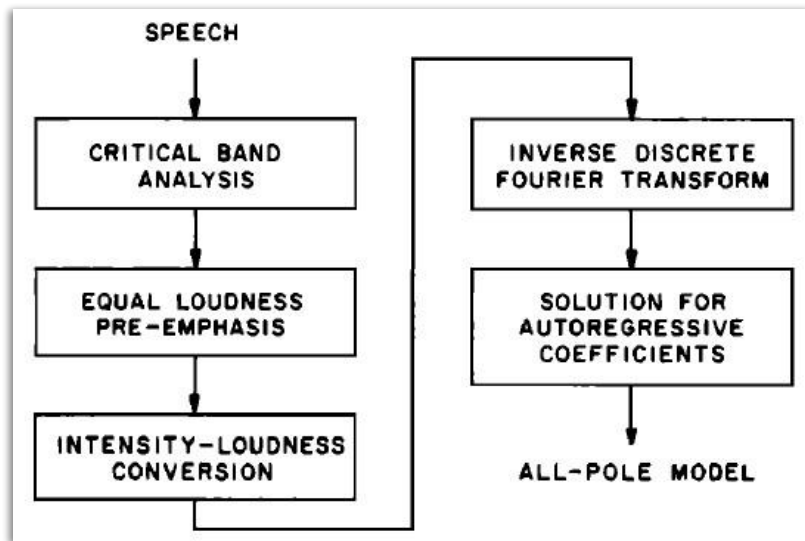 SPEECH
CRITICAL BAND
ANALYSIS
EQUAL LOUDNESS
PRE-EMPHASIS
INTENSITY-LOUDNESS
CONVERSION
INVERSE DISCRETE
FOURIER TRANSFORM
SOLUTION FOR
AUTOREGRESSIVE
COEFFICIENTS
ALL-POLE MODEL